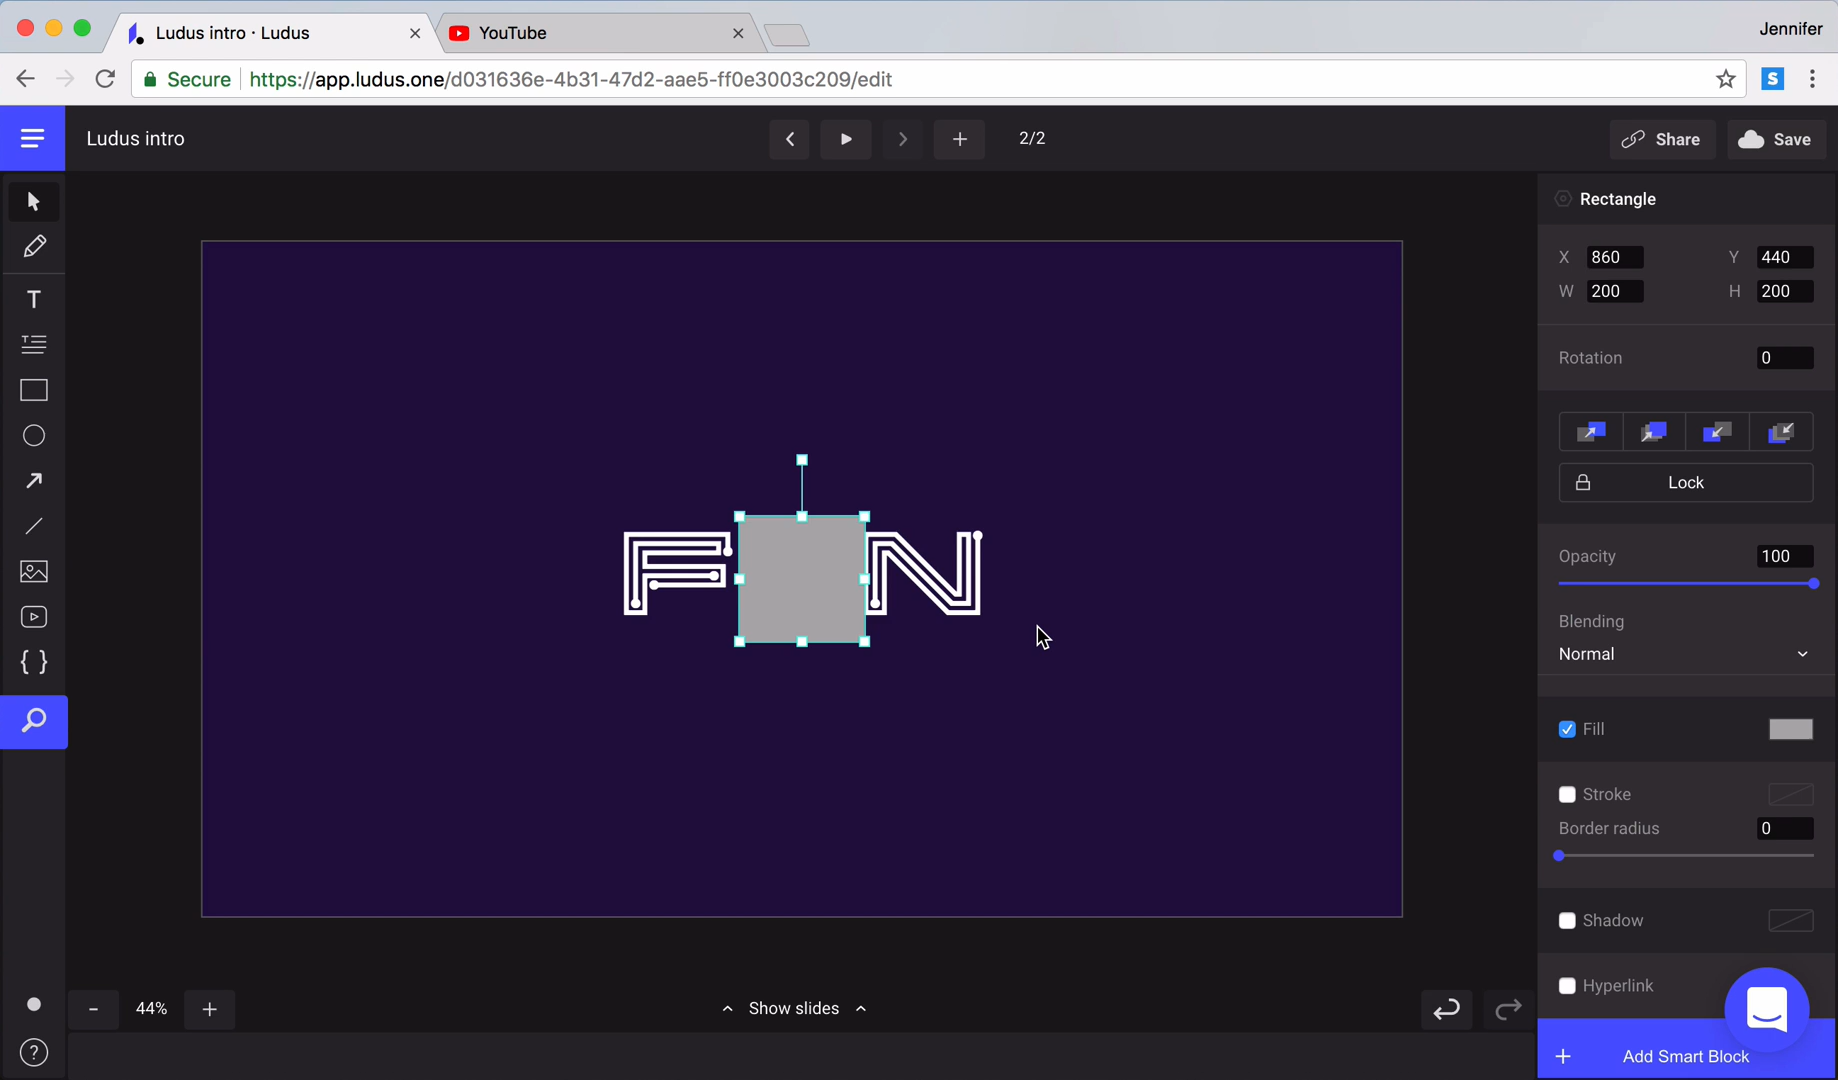 Ludus intro · Ludus
YouTube
Jennifer
Secure
https://app.ludus.one/d031636e-4b31-47d2-aae5-ff0e3003c209/edit
S
Ludus intro
2/2
Share
Save
Rectangle
X 860
Y 440
W 200
H 200
Rotation 0
Lock
Opacity 100
Blending
Normal
Fill
Stroke
Border radius 0
Shadow
Hyperlink
Add Smart Block
T
T
{ }
?
F N
- 44% +
Show slides